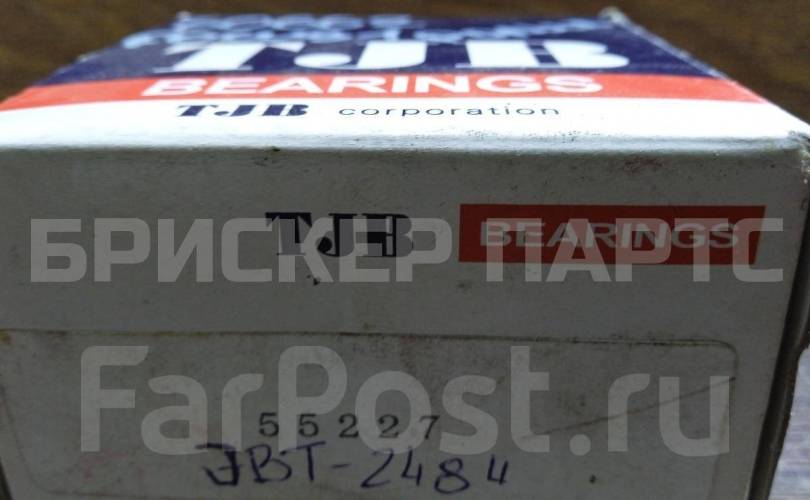 TJB
BEARINGS
TJB corporation
TJB BEARINGS
БРИСКЕР ПАРТС
FarPost.ru
55227
JBT-2484